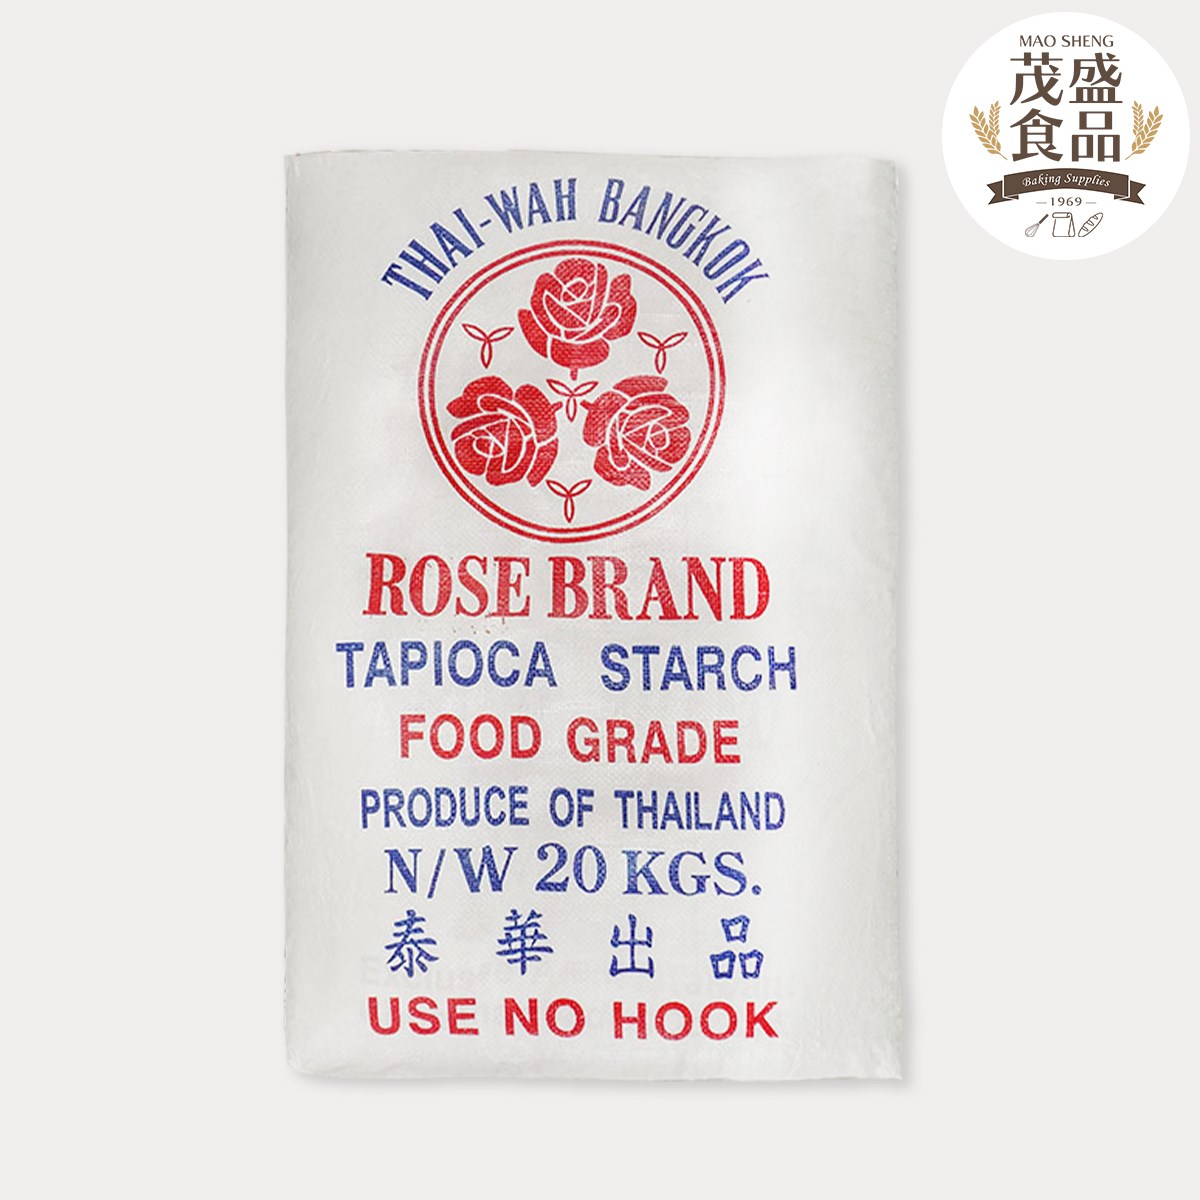 MAO SHENG
茂盛
食品
Baking Supplies
1969
THAI-WAH BANGKOK
ROSE BRAND
TAPIOCA STARCH
FOOD GRADE
PRODUCE OF THAILAND
N/W 20 KGS.
泰華出品
USE NO HOOK